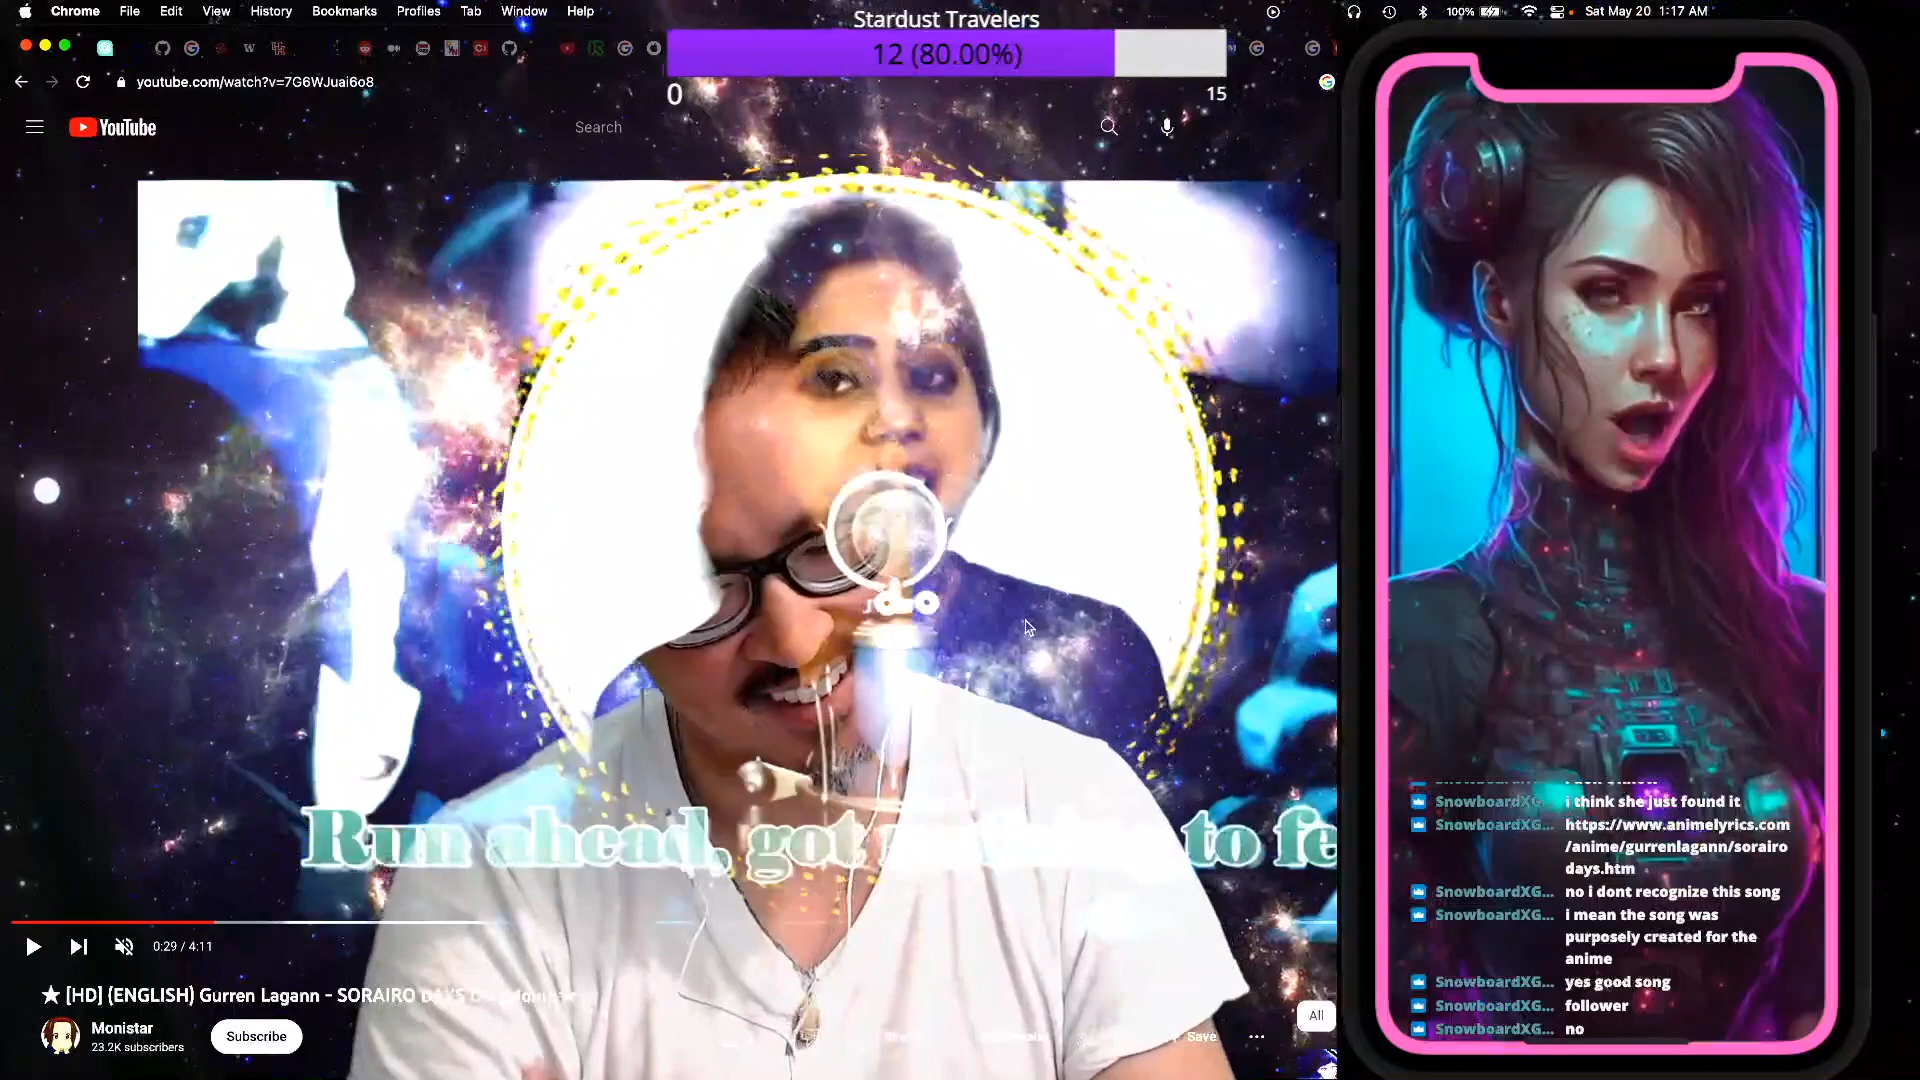 Chrome File Edit View History Bookmarks Profiles Tab Window Help
100% Sat May 20 1:17 AM
Stardust Travelers
12 (80.00%)
0 15
youtube.com/watch?v=7G6WJuai6o8
YouTube
Search
Run ahead, got to fe
0:29 / 4:11
★ [HD] (ENGLISH) Gurren Lagann - SORAIRO
Monistar
23.2K subscribers
Subscribe
Save
All
SnowboardXG... i think she just found it
SnowboardXG... https://www.animelyrics.com
/anime/gurrenlagann/sorairo
days.htm
SnowboardXG... no i dont recognize this song
SnowboardXG... i mean the song was
purposely created for the
anime
SnowboardXG... yes good song
SnowboardXG... follower
SnowboardXG... no